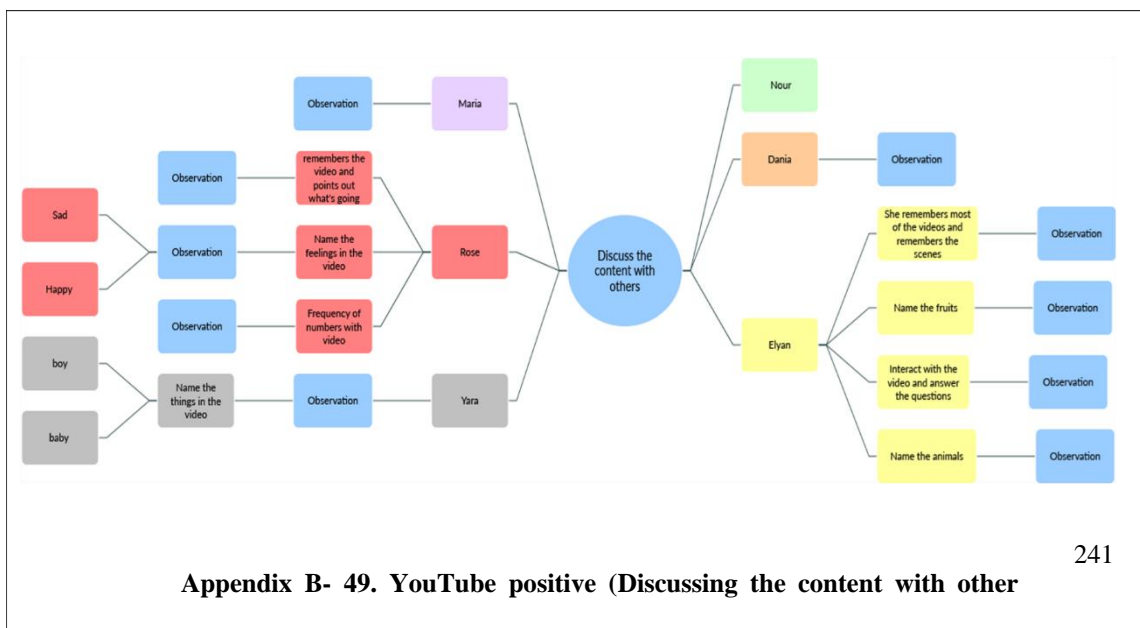 Nour
Observation
Maria
Dania
Observation
Observation
remembers the
video and
points out
what's going
Sad
Observation
Name the
feelings in the
video
Rose
Happy
Observation
Frequency of
numbers with
video
boy
Name the
things in the
video
Observation
Yara
baby
Discuss the
content with
others
She remembers most
of the videos and
remembers the
scenes
Observation
Name the fruits
Observation
Elyan
Interact with the
video and answer
the questions
Observation
Name the animals
Observation
241
Appendix B- 49. YouTube positive (Discussing the content with other